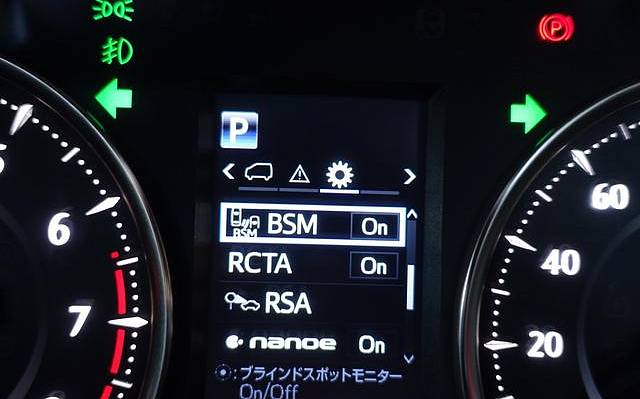 P
P
BSM
BSM On
RCTA On
RSA
nanoe On
:ブラインドスポットモニター
On/Off
6
7
60
40
20